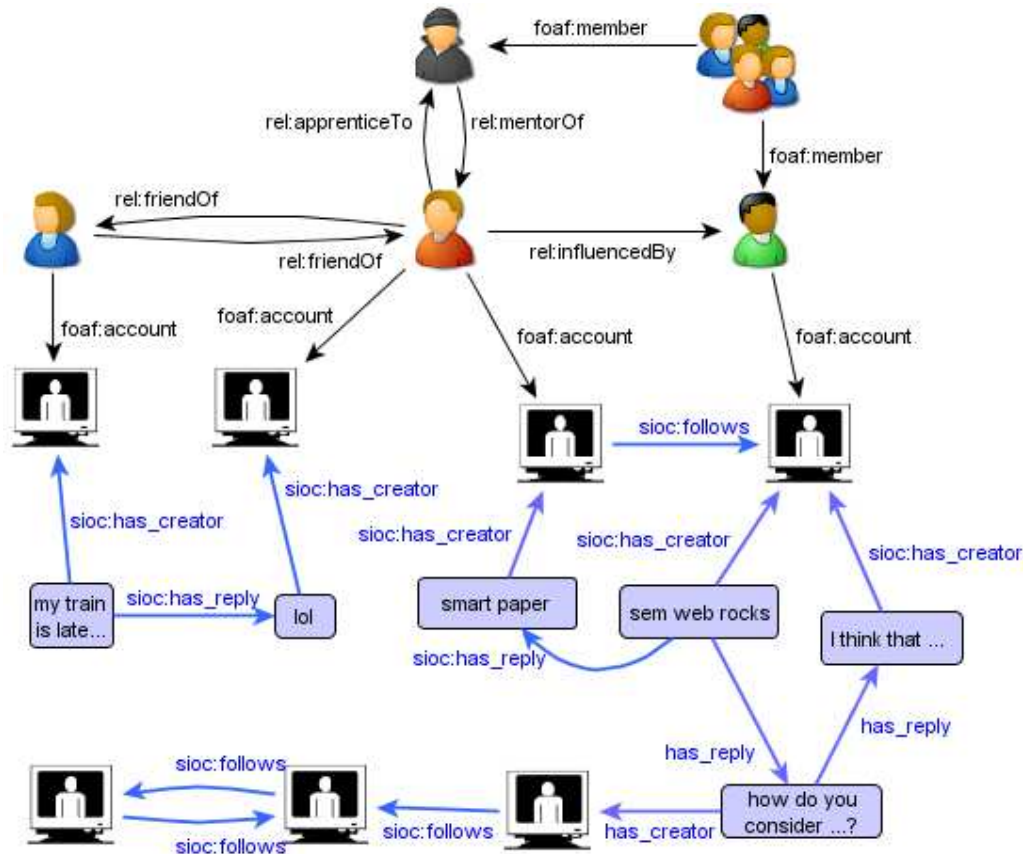 foaf:member
rel:apprenticeTo
rel:mentorOf
foaf:member
rel:friendOf
rel:friendOf
rel:influencedBy
foaf:account
foaf:account
foaf:account
foaf:account
sioc:follows
sioc:has_creator
sioc:has_creator
sioc:has_creator
sioc:has_creator
sioc:has_creator
my train
is late...
sioc:has_reply
lol
smart paper
sem web rocks
I think that ...
sioc:has_reply
has_reply
has_reply
sioc:follows
sioc:follows
sioc:follows
has_creator
how do you
consider ...?